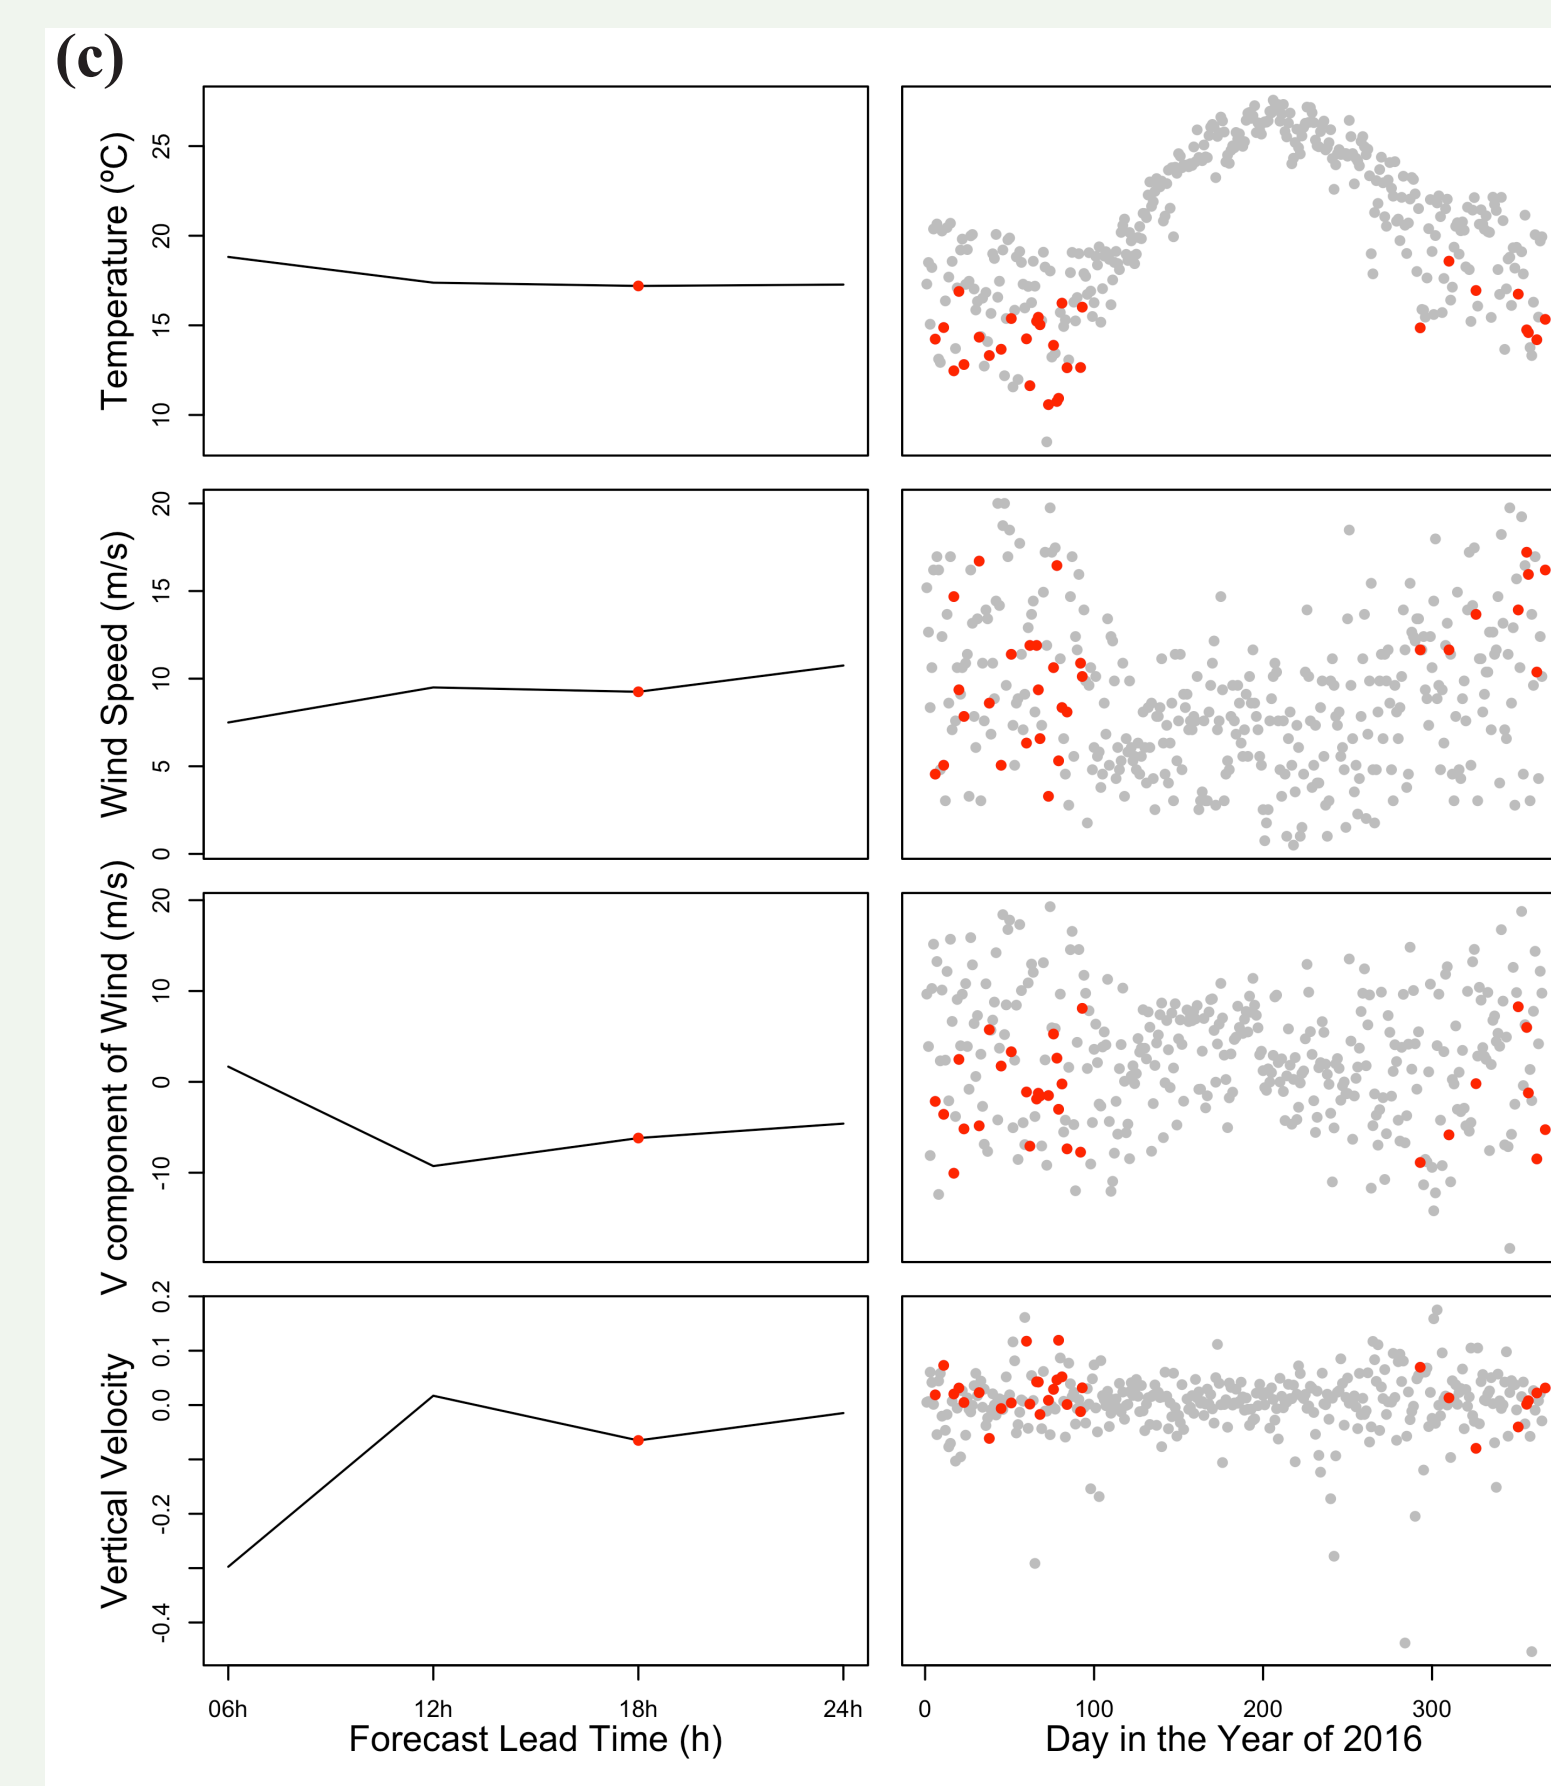 (c)
Temperature (ºC)
25
20
15
10
Wind Speed (m/s)
20
15
10
5
0
V component of Wind (m/s)
20
10
0
-10
Vertical Velocity
0.2
0.1
0.0
-0.2
-0.4
06h 12h 18h 24h
Forecast Lead Time (h)
0 100 200 300
Day in the Year of 2016